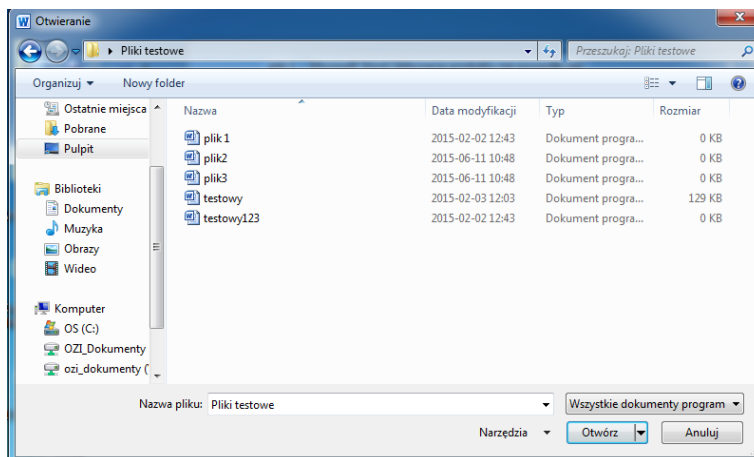 Otwieranie
Pliki testowe
Przeszukaj: Pliki testowe
Organizuj
Nowy folder
Ostatnie miejsca
Pobrane
Pulpit
Biblioteki
Dokumenty
Muzyka
Obrazy
Wideo
Komputer
OS (C:)
OZI_Dokumenty
ozi_dokumenty (
Nazwa Data modyfikacji Typ Rozmiar
plik 1 2015-02-02 12:43 Dokument progra... 0 KB
plik2 2015-06-11 10:48 Dokument progra... 0 KB
plik3 2015-06-11 10:48 Dokument progra... 0 KB
testowy 2015-02-03 12:03 Dokument progra... 129 KB
testowy123 2015-02-02 12:43 Dokument progra... 0 KB
Nazwa pliku: Pliki testowe
Wszystkie dokumenty program
Narzędzia
Otwórz
Anuluj